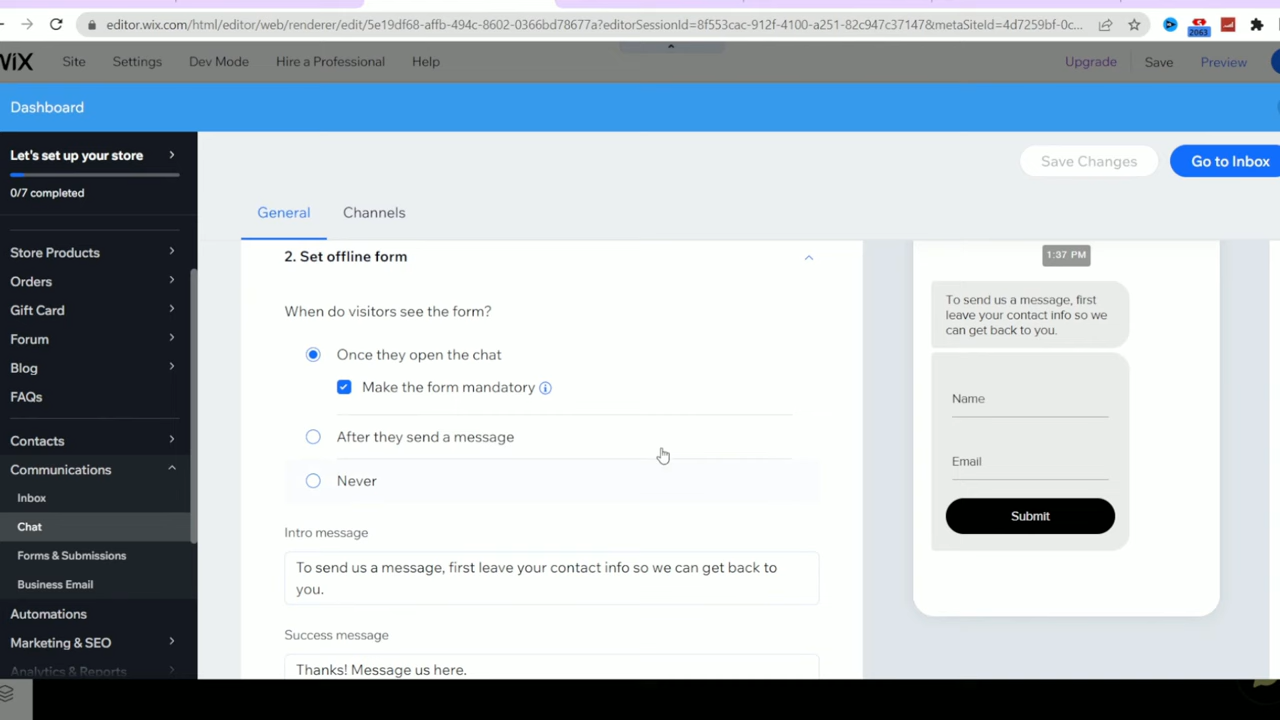 editor.wix.com/html/editor/web/renderer/edit/5e19df68-affb-494c-8602-0366bd78677a?editorSessionId=8f553cac-912f-4100-a251-82c947c37147&metaSiteId=4d7259bf-0c...
2063
WiX
Site
Settings
Dev Mode
Hire a Professional
Help
Upgrade
Save
Preview
Dashboard
Let's set up your store
0/7 completed
Store Products
Orders
Gift Card
Forum
Blog
FAQs
Contacts
Communications
Inbox
Chat
Forms & Submissions
Business Email
Automations
Marketing & SEO
Analytics & Reports
Save Changes
Go to Inbox
General
Channels
2. Set offline form
When do visitors see the form?
Once they open the chat
Make the form mandatory
After they send a message
Never
Intro message
To send us a message, first leave your contact info so we can get back to
you.
Success message
Thanks! Message us here.
1:37 PM
To send us a message, first
leave your contact info so we
can get back to you.
Name
Email
Submit